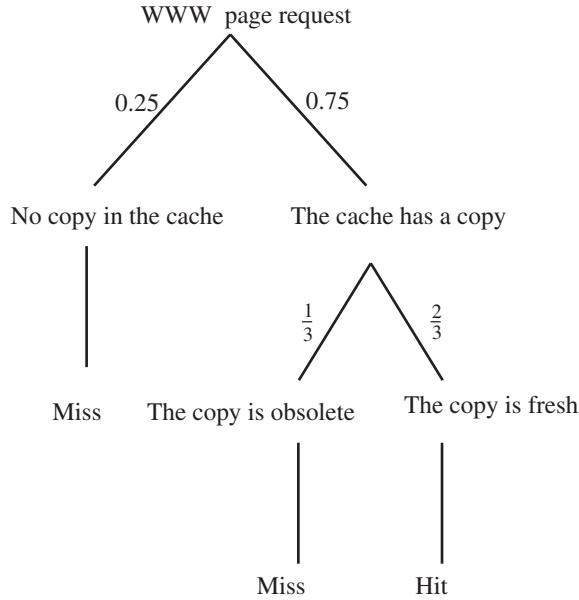 WWW page request
0.25
0.75
No copy in the cache
The cache has a copy
1/3
2/3
Miss
The copy is obsolete
The copy is fresh
Miss
Hit